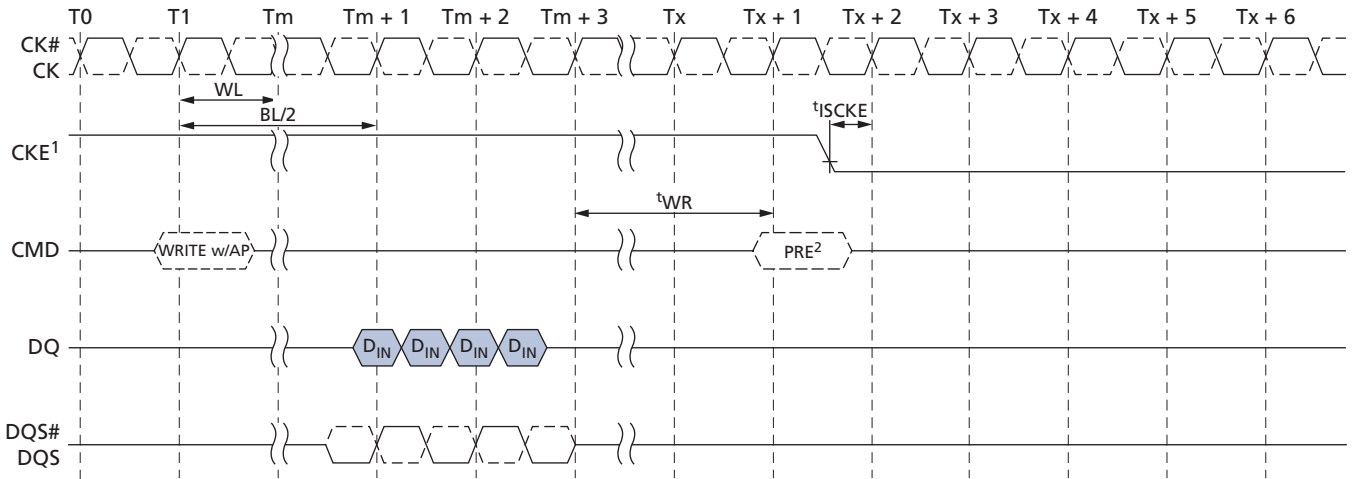 T0 T1 Tm Tm + 1 Tm + 2 Tm + 3 Tx Tx + 1 Tx + 2 Tx + 3 Tx + 4 Tx + 5 Tx + 6
CK#
CK
WL
BL/2
tISCKE
CKE1
tWR
CMD WRITE w/AP PRE2
DQ DIN DIN DIN DIN
DQS#
DQS